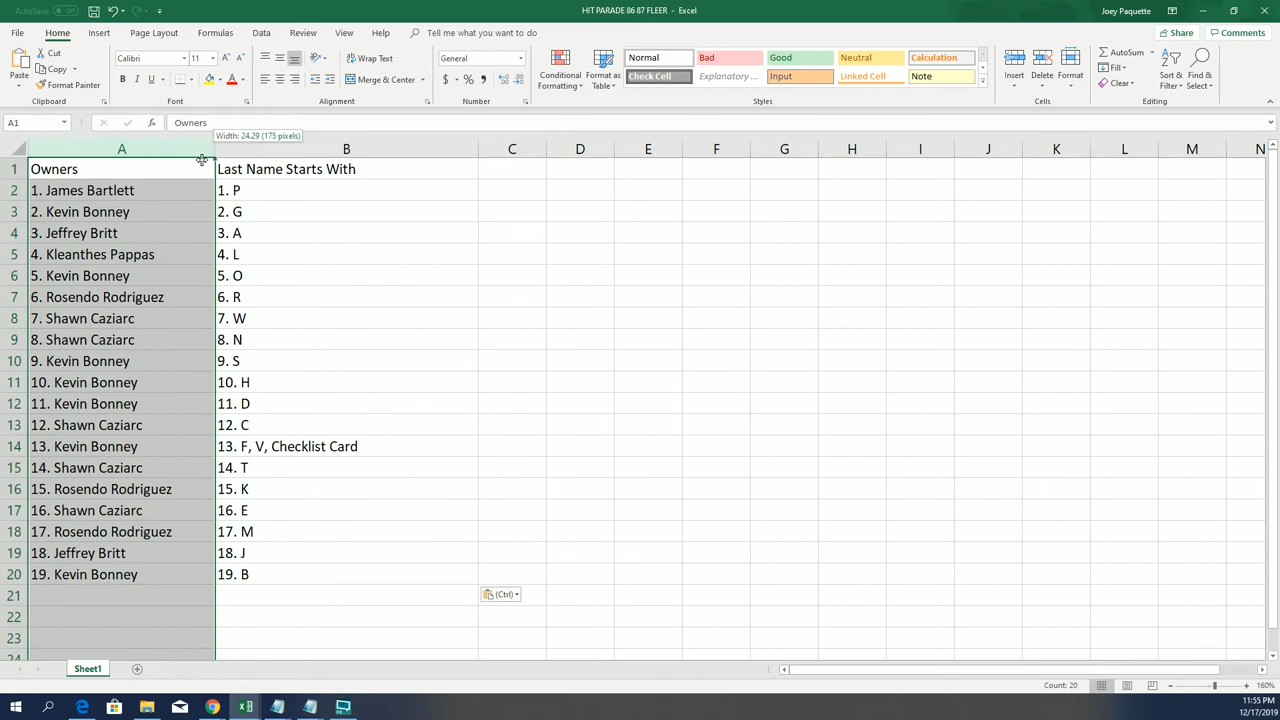 AutoSave Off
HIT PARADE 86 87 FLEER - Excel
Joey Paquette
File Home Insert Page Layout Formulas Data Review View Help Tell me what you want to do
Share Comments
Paste
Cut
Copy
Format Painter
Clipboard
Calibri 11
B I U
Font
Wrap Text
Merge & Center
Alignment
General
$ % ,
Number
Conditional Formatting
Format as Table
Normal Bad Good Neutral Calculation
Check Cell Explanatory ... Input Linked Cell Note
Styles
Insert Delete Format
Cells
AutoSum
Fill
Clear
Sort & Filter
Find & Select
Editing
A1 fx Owners
Width: 24.29 (175 pixels)
A B C D E F G H I J K L M N
1 Owners Last Name Starts With
2 1. James Bartlett 1. P
3 2. Kevin Bonney 2. G
4 3. Jeffrey Britt 3. A
5 4. Kleanthes Pappas 4. L
6 5. Kevin Bonney 5. O
7 6. Rosendo Rodriguez 6. R
8 7. Shawn Caziarc 7. W
9 8. Shawn Caziarc 8. N
10 9. Kevin Bonney 9. S
11 10. Kevin Bonney 10. H
12 11. Kevin Bonney 11. D
13 12. Shawn Caziarc 12. C
14 13. Kevin Bonney 13. F, V, Checklist Card
15 14. Shawn Caziarc 14. T
16 15. Rosendo Rodriguez 15. K
17 16. Shawn Caziarc 16. E
18 17. Rosendo Rodriguez 17. M
19 18. Jeffrey Britt 18. J
20 19. Kevin Bonney 19. B
21 (Ctrl)
22
23
24
Sheet1
Count: 20 160%
11:55 PM
12/17/2019